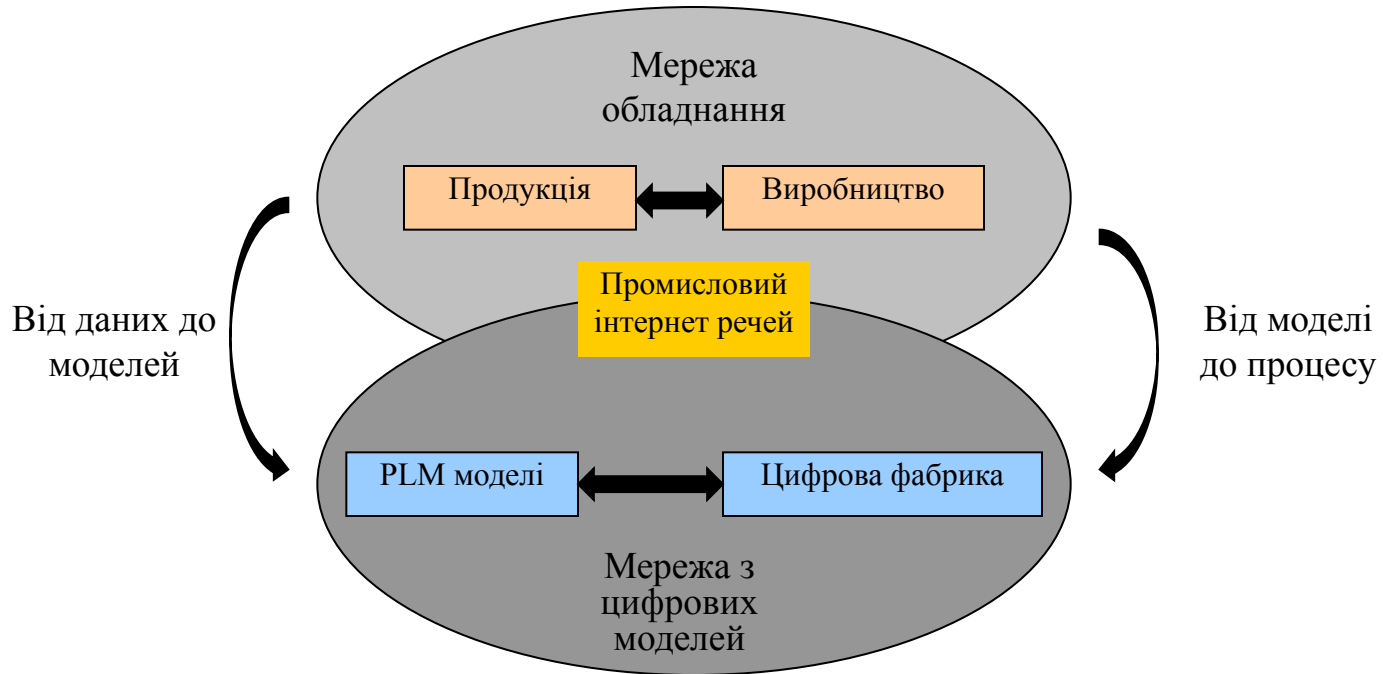 Мережа
обладнання
Продукція
Виробництво
Промисловий
інтернет речей
Від даних до
моделей
Від моделі
до процесу
PLM моделі
Цифрова фабрика
Мережа з
цифрових
моделей